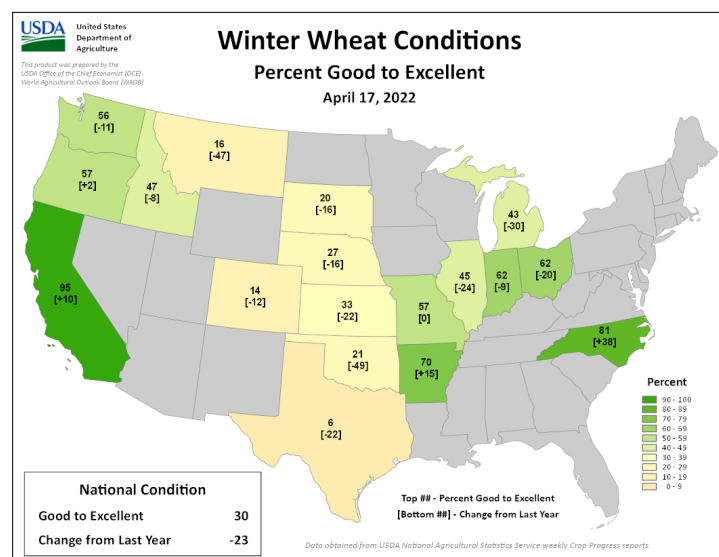 USDA
United States
Department of
Agriculture
This product was prepared by the
USDA Office of the Chief Economist (OCE)
World Agricultural Outlook Board (WAOB)
Winter Wheat Conditions
Percent Good to Excellent
April 17, 2022
56
[-11]
16
[-47]
57
[+2]
47
[-8]
20
[-16]
43
[-30]
27
[-16]
95
[+10]
14
[-12]
33
[-22]
57
[0]
45
[-24]
62
[-9]
62
[-20]
81
[+38]
21
[-49]
70
[+15]
6
[-22]
Percent
90 - 100
80 - 89
70 - 79
60 - 69
50 - 59
40 - 49
30 - 39
20 - 29
10 - 19
0 - 9
National Condition
Good to Excellent 30
Change from Last Year -23
Top ## - Percent Good to Excellent
[Bottom ##] - Change from Last Year
Data obtained from USDA National Agricultural Statistics Service weekly Crop Progress reports.